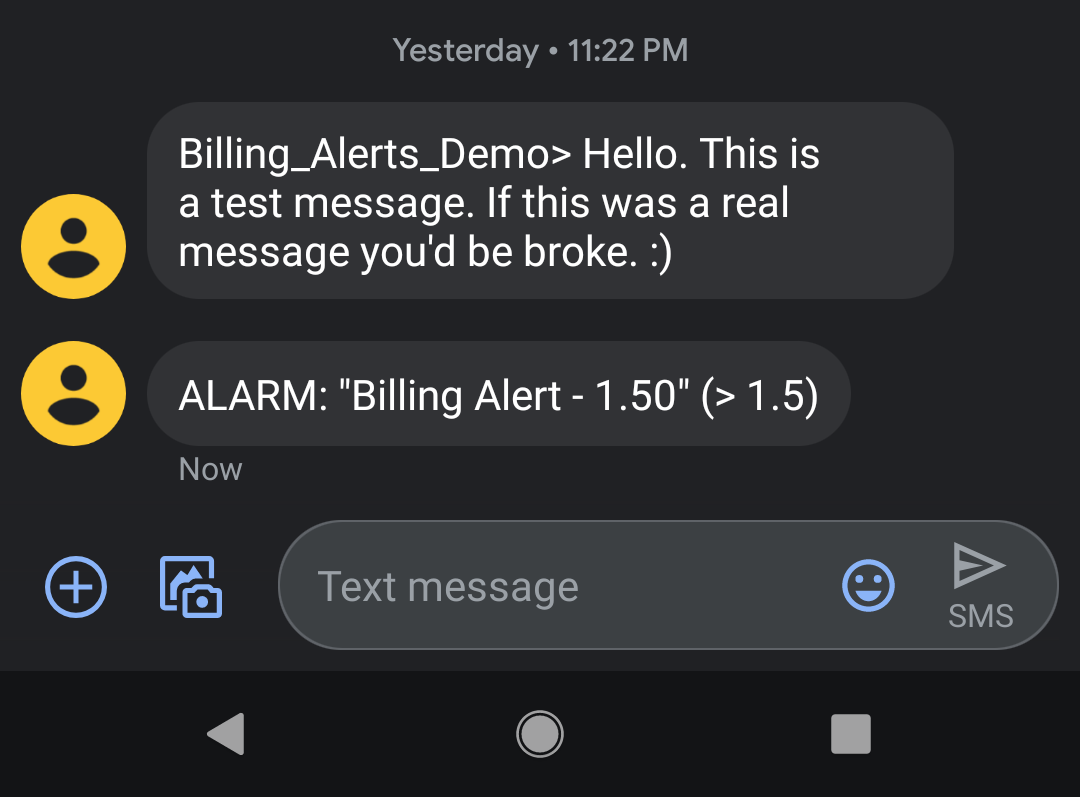 Yesterday • 11:22 PM
Billing_Alerts_Demo> Hello. This is
a test message. If this was a real
message you'd be broke. :)
ALARM: "Billing Alert - 1.50" (> 1.5)
Now
Text message
SMS